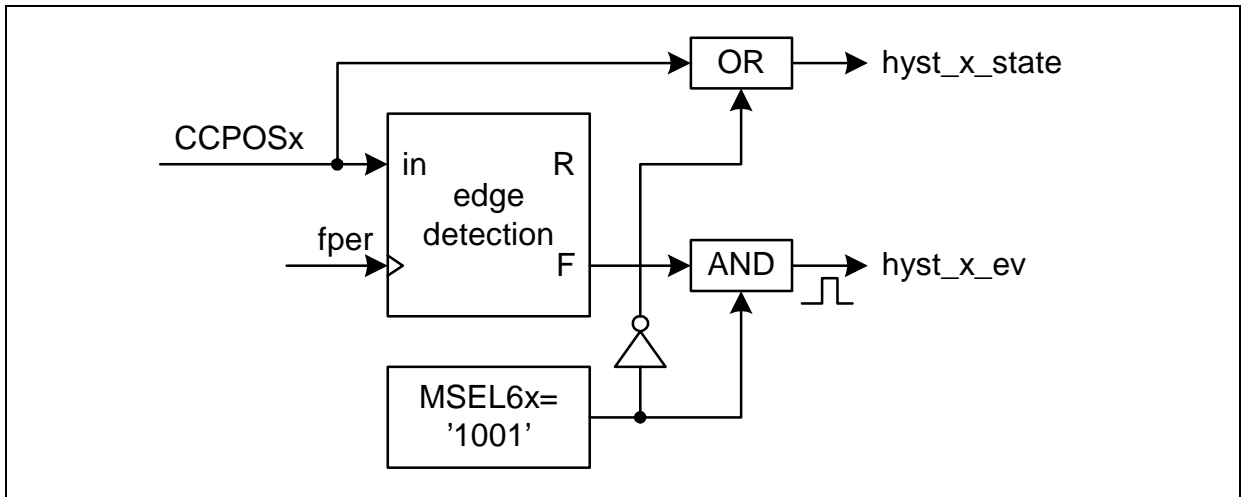 OR
hyst_x_state
CCPOSx
in
R
edge
detection
fper
F
AND
hyst_x_ev
MSEL6x=
’1001’